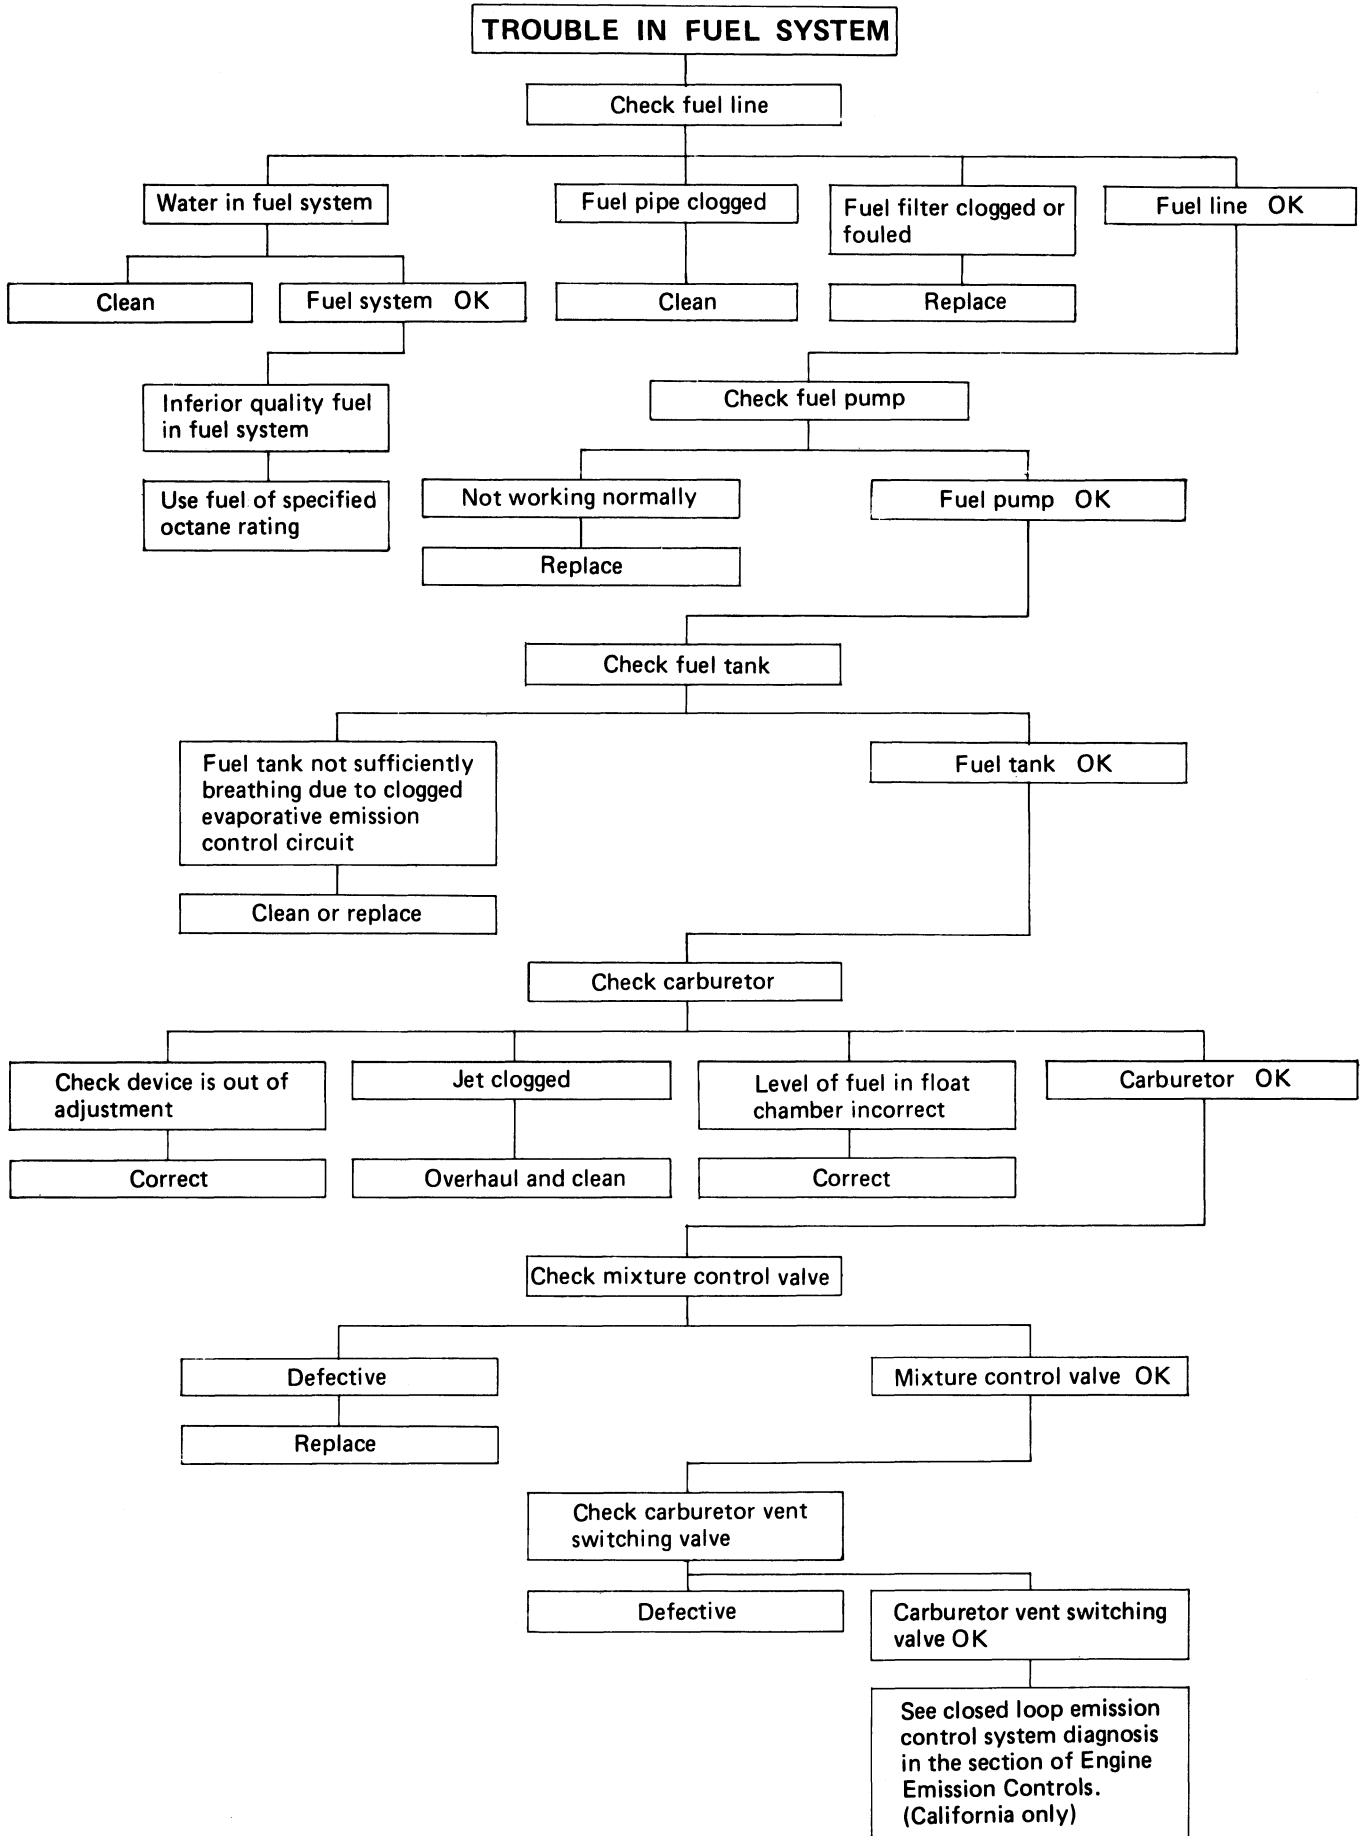 TROUBLE IN FUEL SYSTEM
Check fuel line
Water in fuel system
Fuel pipe clogged
Fuel filter clogged or
fouled
Fuel line OK
Clean
Fuel system OK
Clean
Replace
Inferior quality fuel
in fuel system
Check fuel pump
Use fuel of specified
octane rating
Not working normally
Fuel pump OK
Replace
Check fuel tank
Fuel tank not sufficiently
breathing due to clogged
evaporative emission
control circuit
Fuel tank OK
Clean or replace
Check carburetor
Check device is out of
adjustment
Jet clogged
Level of fuel in float
chamber incorrect
Carburetor OK
Correct
Overhaul and clean
Correct
Check mixture control valve
Defective
Mixture control valve OK
Replace
Check carburetor vent
switching valve
Defective
Carburetor vent switching
valve OK
See closed loop emission
control system diagnosis
in the section of Engine
Emission Controls.
(California only)